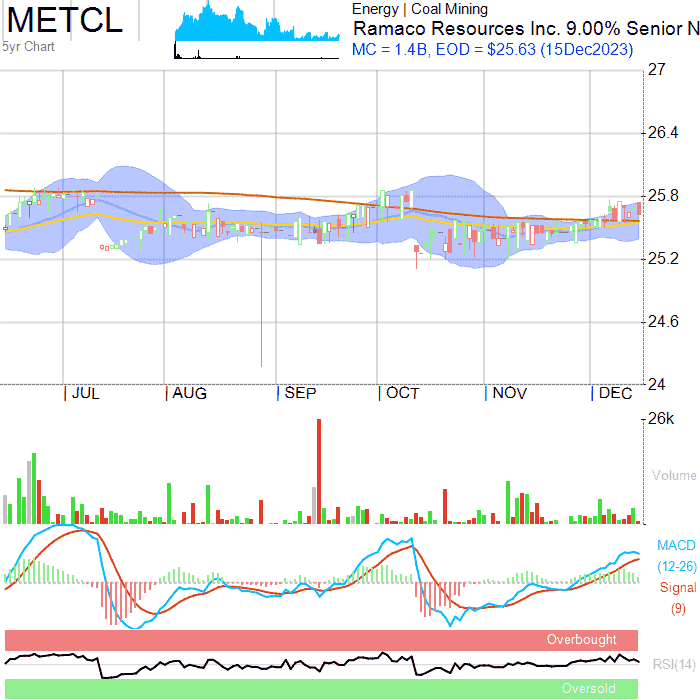 METCL
5yr Chart
Energy | Coal Mining
Ramaco Resources Inc. 9.00% Senior N
MC = 1.4B, EOD = $25.63 (15Dec2023)
27
26.4
25.8
25.2
24.6
24
| JUL | AUG | SEP | OCT | NOV | DEC
26k
Volume
MACD
(12-26)
Signal
(9)
Overbought
RSI(14)
Oversold